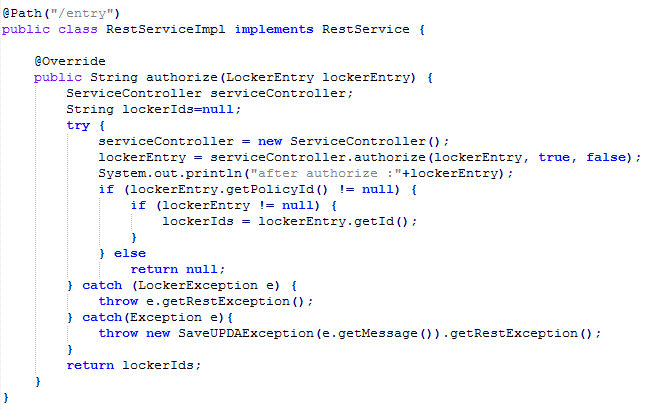 @Path("/entry")
public class RestServiceImpl implements RestService {
@Override
public String authorize(LockerEntry lockerEntry) {
ServiceController serviceController;
String lockerIds=null;
try {
serviceController = new ServiceController();
lockerEntry = serviceController.authorize(lockerEntry, true, false);
System.out.println("after authorize :"+lockerEntry);
if (lockerEntry.getPolicyId() != null) {
if (lockerEntry != null) {
lockerIds = lockerEntry.getId();
}
} else
return null;
} catch (LockerException e) {
throw e.getRestException();
} catch(Exception e){
throw new SaveUPDAException(e.getMessage()).getRestException();
}
return lockerIds;
}
}